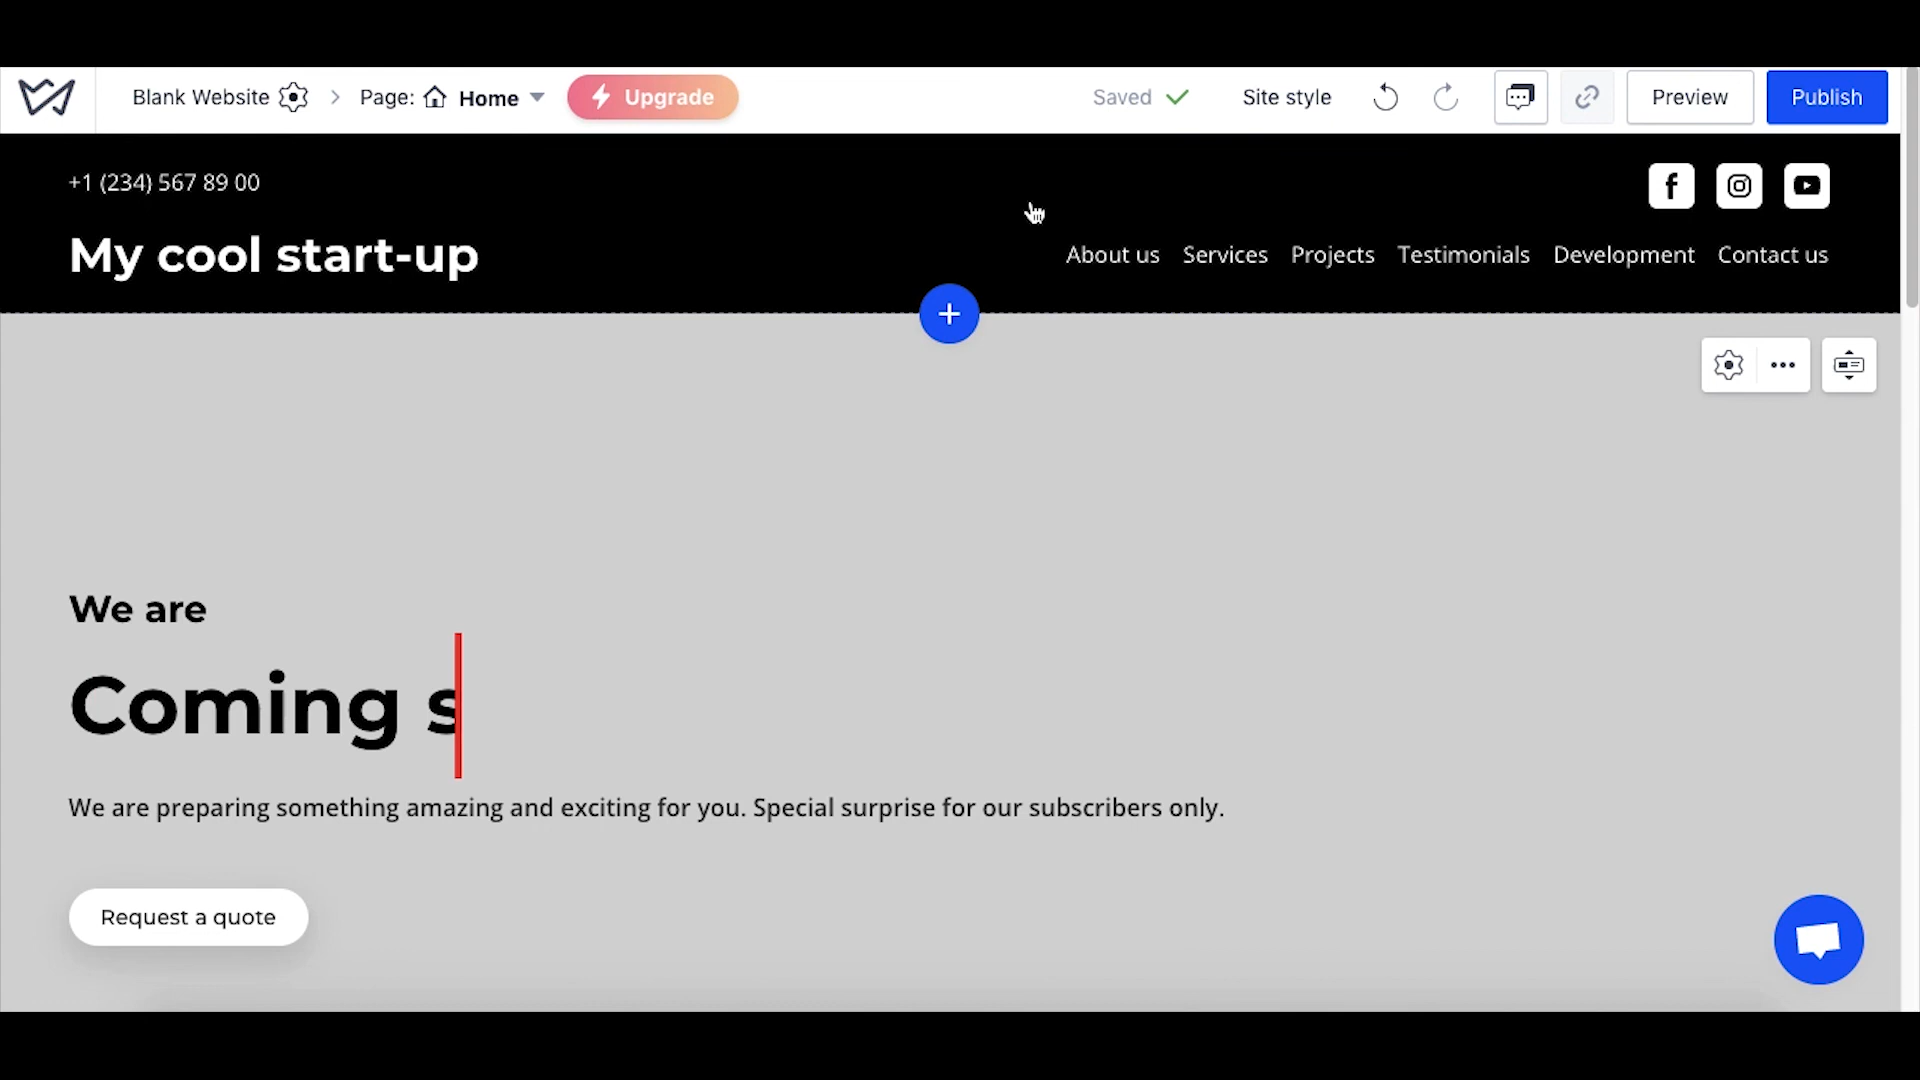 Blank Website > Page: Home Upgrade Saved Site style Preview Publish
+1 (234) 567 89 00
My cool start-up
About us Services Projects Testimonials Development Contact us
We are
Coming s
We are preparing something amazing and exciting for you. Special surprise for our subscribers only.
Request a quote